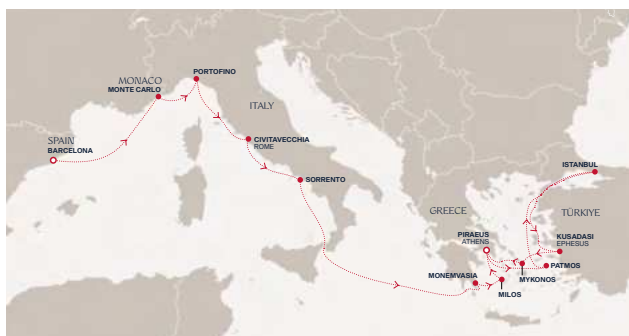 MONACO
MONTE CARLO
PORTOFINO
ITALY
SPAIN
BARCELONA
CIVITAVECCHIA
ROME
SORRENTO
ISTANBUL
GREECE
TÜRKIYE
PIRAEUS
ATHENS
KUSADASI
EPHESUS
PATMOS
MONEMVASIA
MYKONOS
MILOS